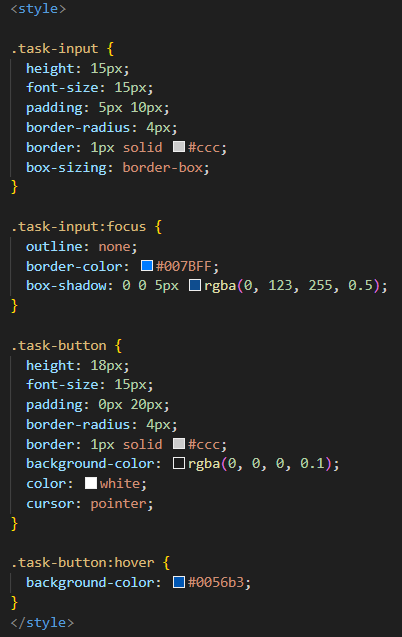 <style>
.task-input {
height: 15px;
font-size: 15px;
padding: 5px 10px;
border-radius: 4px;
border: 1px solid #ccc;
box-sizing: border-box;
}
.task-input:focus {
outline: none;
border-color: #007BFF;
box-shadow: 0 0 5px rgba(0, 123, 255, 0.5);
}
.task-button {
height: 18px;
font-size: 15px;
padding: 0px 20px;
border-radius: 4px;
border: 1px solid #ccc;
background-color: rgba(0, 0, 0, 0.1);
color: white;
cursor: pointer;
}
.task-button:hover {
background-color: #0056b3;
}
</style>